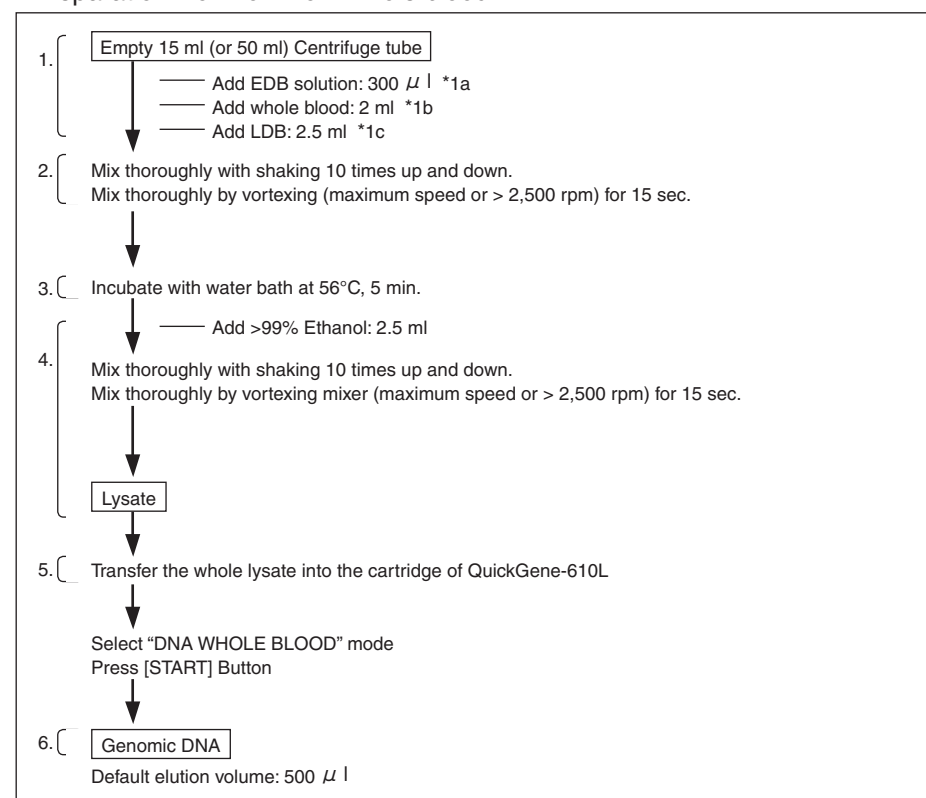 1.
Empty 15 ml (or 50 ml) Centrifuge tube
Add EDB solution: 300 μl *1a
Add whole blood: 2 ml *1b
Add LDB: 2.5 ml *1c
2.
Mix thoroughly with shaking 10 times up and down.
Mix thoroughly by vortexing (maximum speed or > 2,500 rpm) for 15 sec.
3.
Incubate with water bath at 56°C, 5 min.
4.
Add >99% Ethanol: 2.5 ml
Mix thoroughly with shaking 10 times up and down.
Mix thoroughly by vortexing mixer (maximum speed or > 2,500 rpm) for 15 sec.
Lysate
5.
Transfer the whole lysate into the cartridge of QuickGene-610L
Select “DNA WHOLE BLOOD” mode
Press [START] Button
6.
Genomic DNA
Default elution volume: 500 μl